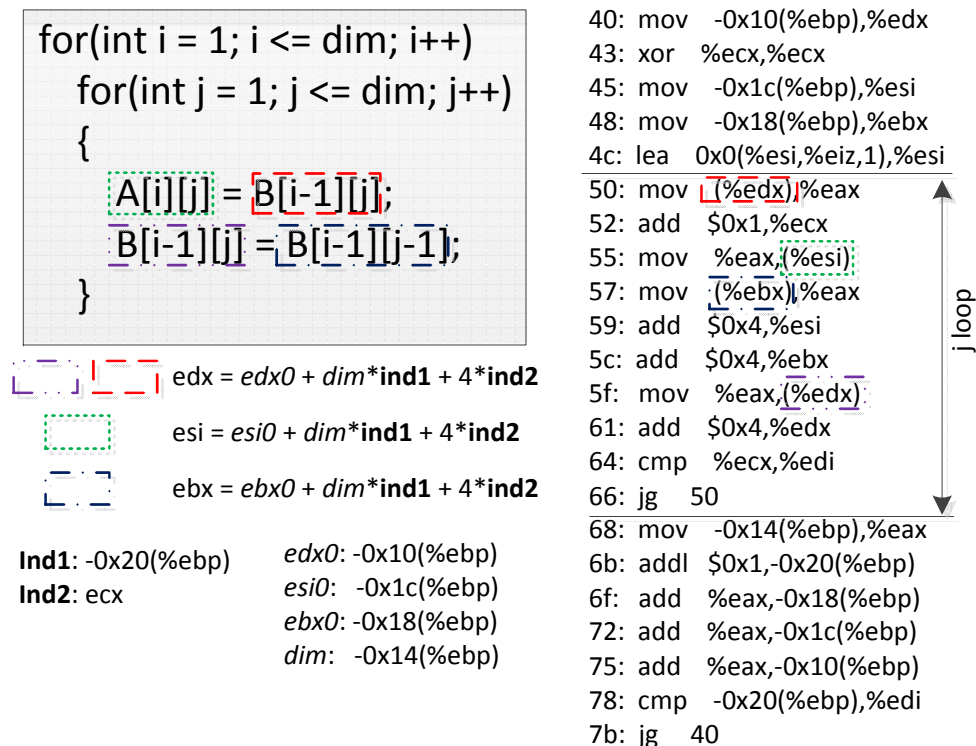 for(int i = 1; i <= dim; i++)
for(int j = 1; j <= dim; j++)
{
A[i][j] = B[i-1][j];
B[i-1][j] = B[i-1][j-1];
}
edx = edx0 + dim*ind1 + 4*ind2
esi = esi0 + dim*ind1 + 4*ind2
ebx = ebx0 + dim*ind1 + 4*ind2
Ind1: -0x20(%ebp)
Ind2: ecx
edx0: -0x10(%ebp)
esi0: -0x1c(%ebp)
ebx0: -0x18(%ebp)
dim: -0x14(%ebp)
40: mov -0x10(%ebp),%edx
43: xor %ecx,%ecx
45: mov -0x1c(%ebp),%esi
48: mov -0x18(%ebp),%ebx
4c: lea 0x0(%esi,%eiz,1),%esi
50: mov (%edx),%eax
52: add $0x1,%ecx
55: mov %eax,(%esi)
57: mov (%ebx),%eax
59: add $0x4,%esi
5c: add $0x4,%ebx
5f: mov %eax,(%edx)
61: add $0x4,%edx
64: cmp %ecx,%edi
66: jg 50
68: mov -0x14(%ebp),%eax
6b: addl $0x1,-0x20(%ebp)
6f: add %eax,-0x18(%ebp)
72: add %eax,-0x1c(%ebp)
75: add %eax,-0x10(%ebp)
78: cmp -0x20(%ebp),%edi
7b: jg 40
j loop